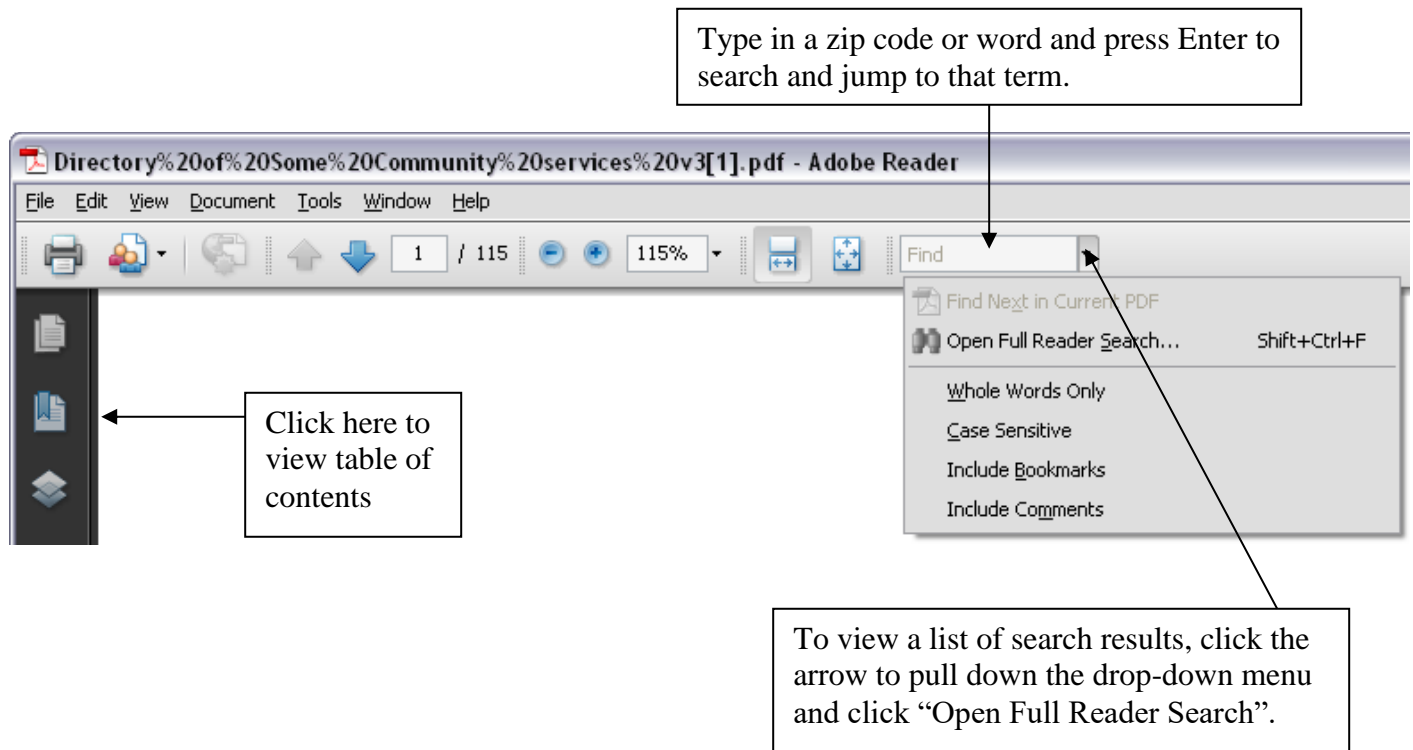 Type in a zip code or word and press Enter to
search and jump to that term.
Directory%20of%20Some%20Community%20services%20v3[1].pdf - Adobe Reader
File Edit View Document Tools Window Help
1 / 115 115% Find
Find Next in Current PDF
Open Full Reader Search... Shift+Ctrl+F
Whole Words Only
Case Sensitive
Include Bookmarks
Include Comments
Click here to
view table of
contents
To view a list of search results, click the
arrow to pull down the drop-down menu
and click “Open Full Reader Search”.